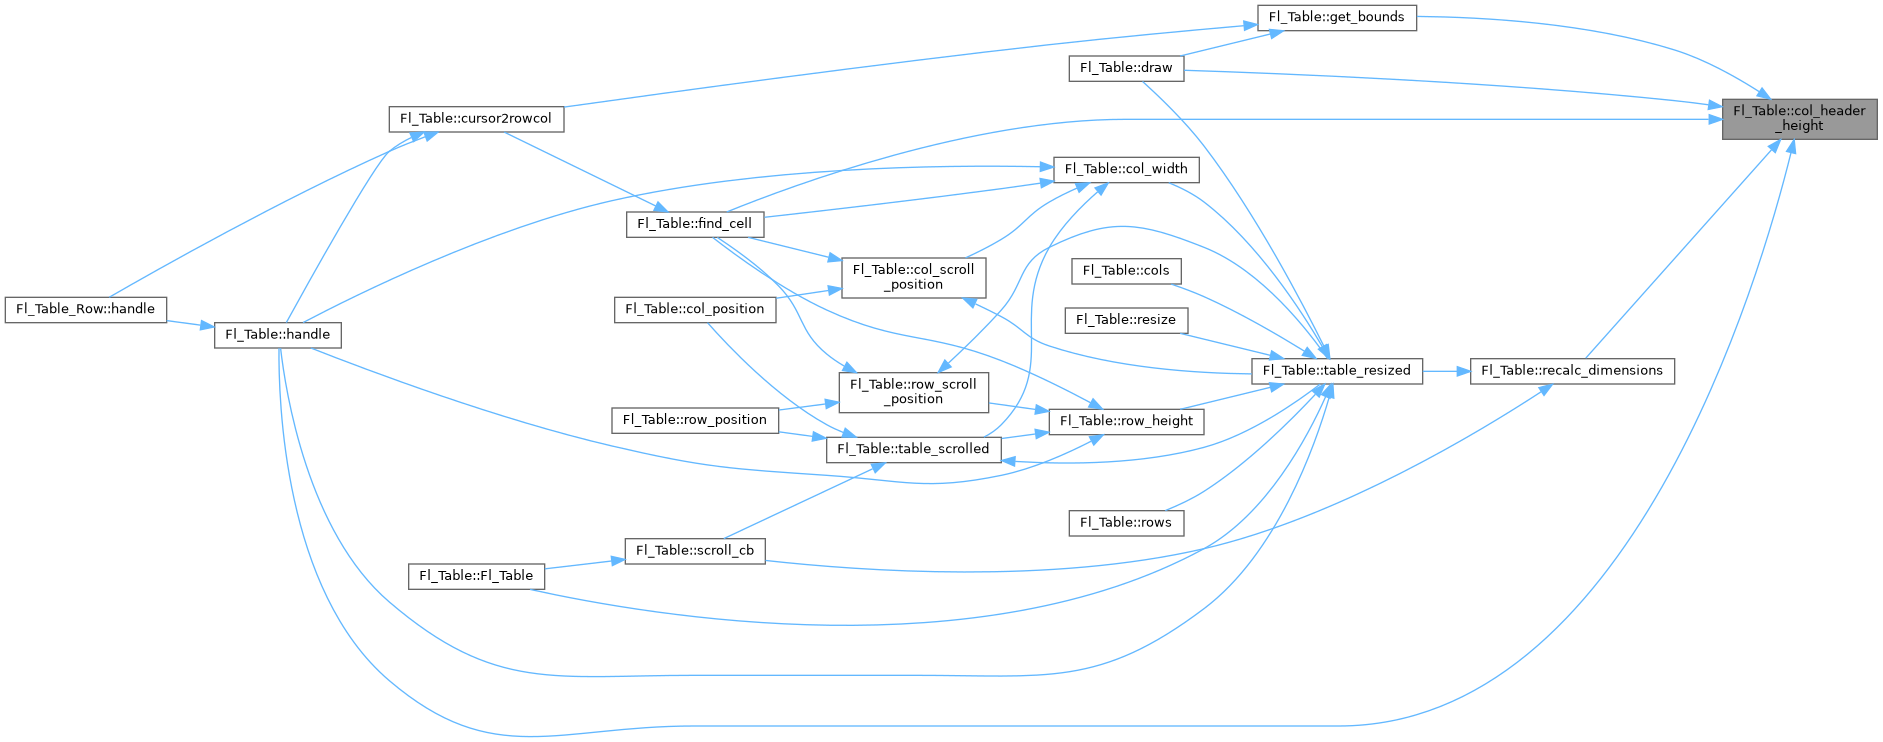 Fl_Table::get_bounds
Fl_Table::draw
Fl_Table::col_header
_height
Fl_Table::cursor2rowcol
Fl_Table::col_width
Fl_Table::find_cell
Fl_Table::col_scroll
_position
Fl_Table::cols
Fl_Table_Row::handle
Fl_Table::col_position
Fl_Table::resize
Fl_Table::handle
Fl_Table::table_resized
Fl_Table::recalc_dimensions
Fl_Table::row_scroll
_position
Fl_Table::row_position
Fl_Table::row_height
Fl_Table::table_scrolled
Fl_Table::rows
Fl_Table::scroll_cb
Fl_Table::Fl_Table